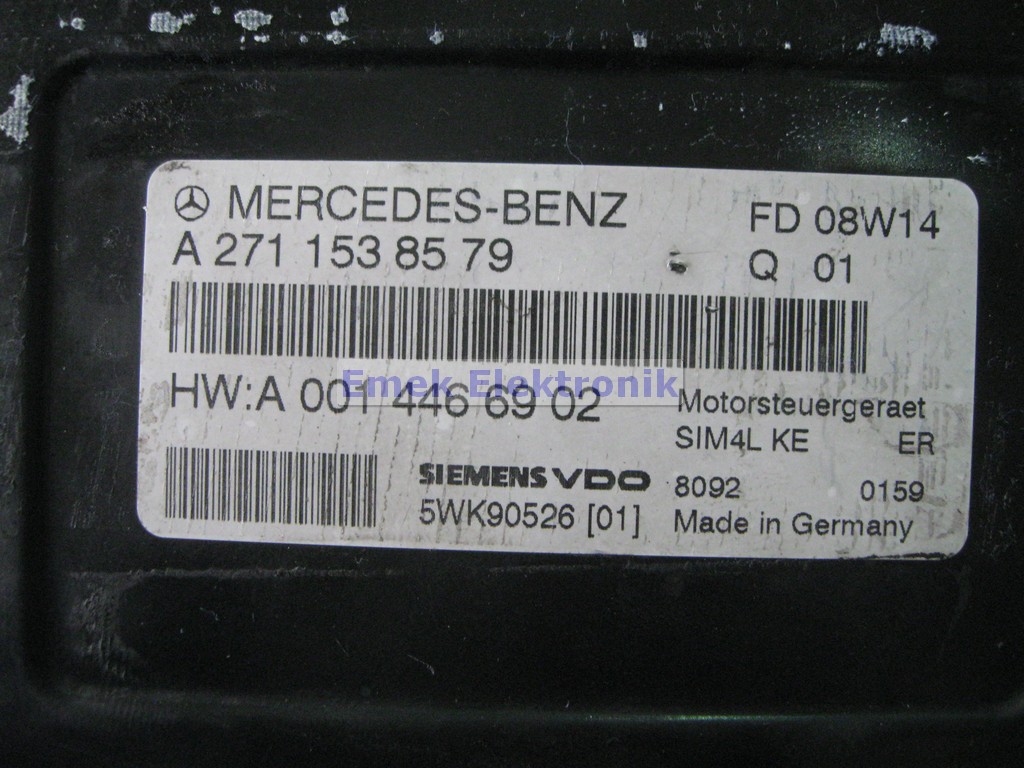 MERCEDES-BENZ FD 08W14
A 271 153 85 79 Q 01
HW:A 001 446 69 02
Emek Elektronik
Motorsteuergeraet
SIM4L KE ER
SIEMENS VDO 8092 0159
5WK90526 [01] Made in Germany